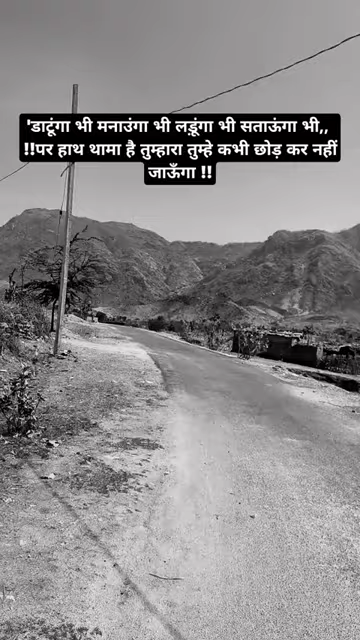 'डाटूंगा भी मनाउंगा भी लडूंगा भी सताऊंगा भी,,
!!पर हाथ थामा है तुम्हारा तुम्हे कभी छोड़ कर नहीं
जाऊँगा !!